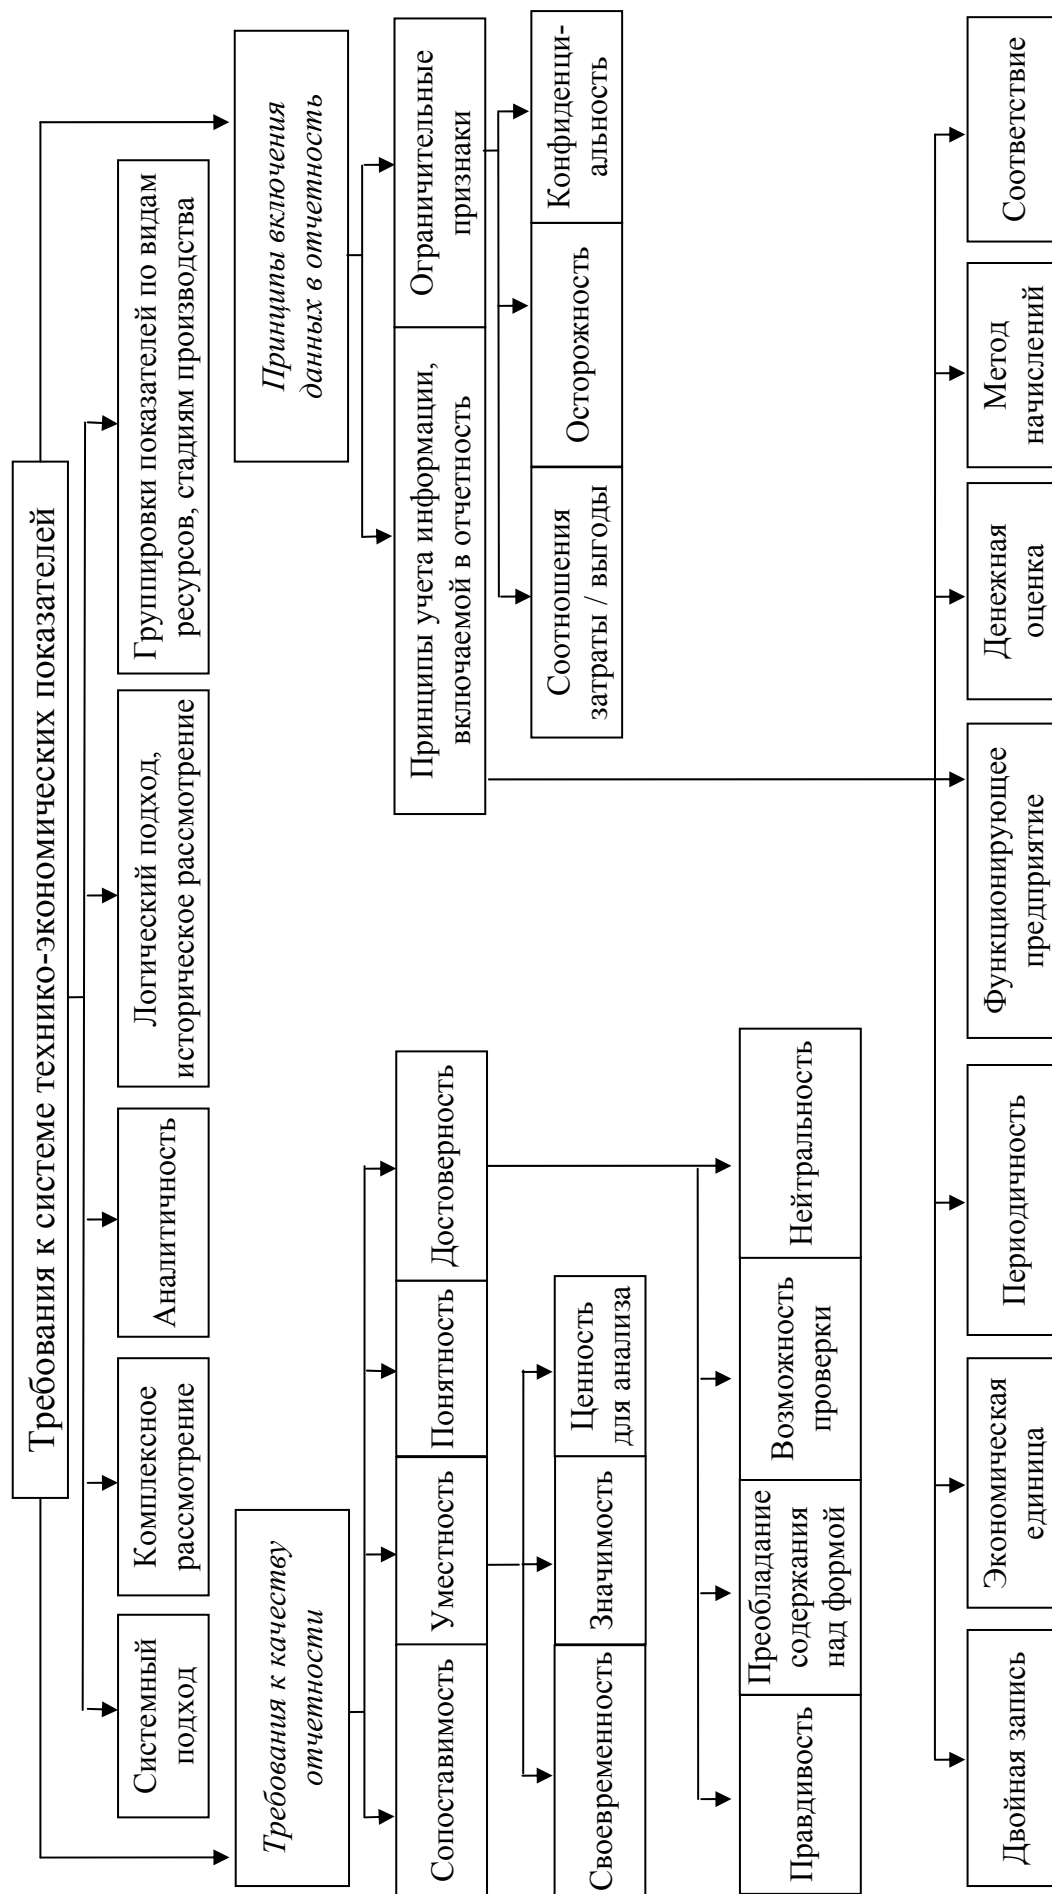 Требования к системе технико-экономических показателей
Системный
подход
Комплексное
рассмотрение
Аналитичность
Логический подход,
историческое рассмотрение
Группировки показателей по видам
ресурсов, стадиям производства
Требования к качеству
отчетности
Принципы включения
данных в отчетность
Сопоставимость
Уместность
Понятность
Достоверность
Принципы учета информации,
включаемой в отчетность
Ограничительные
признаки
Своевременность
Значимость
Ценность
для анализа
Соотношения
затраты / выгоды
Осторожность
Конфиденци-
альность
Правдивость
Преобладание
содержания
над формой
Возможность
проверки
Нейтральность
Двойная запись
Экономическая
единица
Периодичность
Функционирующее
предприятие
Денежная
оценка
Метод
начислений
Соответствие